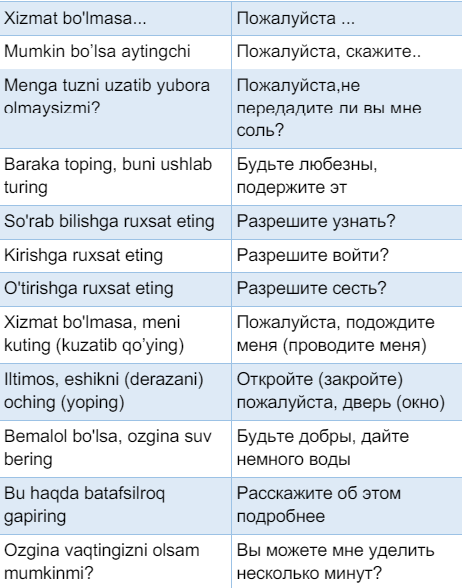 Xizmat bo'lmasa...
Пожалуйста ...
Mumkin bo’lsa aytingchi
Пожалуйста, скажите..
Menga tuzni uzatib yubora
olmaysizmi?
Пожалуйста,не
передадите ли вы мне
соль?
Baraka toping, buni ushlab
turing
Будьте любезны,
подержите эт
So'rab bilishga ruxsat eting
Разрешите узнать?
Kirishga ruxsat eting
Разрешите войти?
O'tirishga ruxsat eting
Разрешите сесть?
Xizmat bo'lmasa, meni
kuting (kuzatib qo’ying)
Пожалуйста, подождите
меня (проводите меня)
Iltimos, eshikni (derazani)
oching (yoping)
Откройте (закройте)
пожалуйста, дверь (окно)
Bemalol bo'lsa, ozgina suv
bering
Будьте добры, дайте
немного воды
Bu haqda batafsilroq
gapiring
Расскажите об этом
подробнее
Ozgina vaqtingizni olsam
mumkinmi?
Вы можете мне уделить
несколько минут?